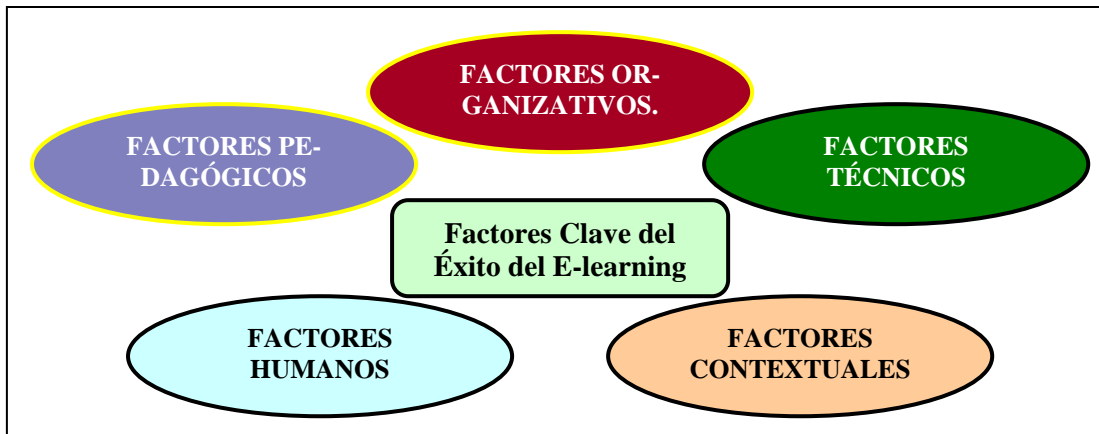 FACTORES OR-
GANIZATIVOS.
FACTORES PE-
DAGÓGICOS
FACTORES
TÉCNICOS
Factores Clave del
Éxito del E-learning
FACTORES
HUMANOS
FACTORES
CONTEXTUALES